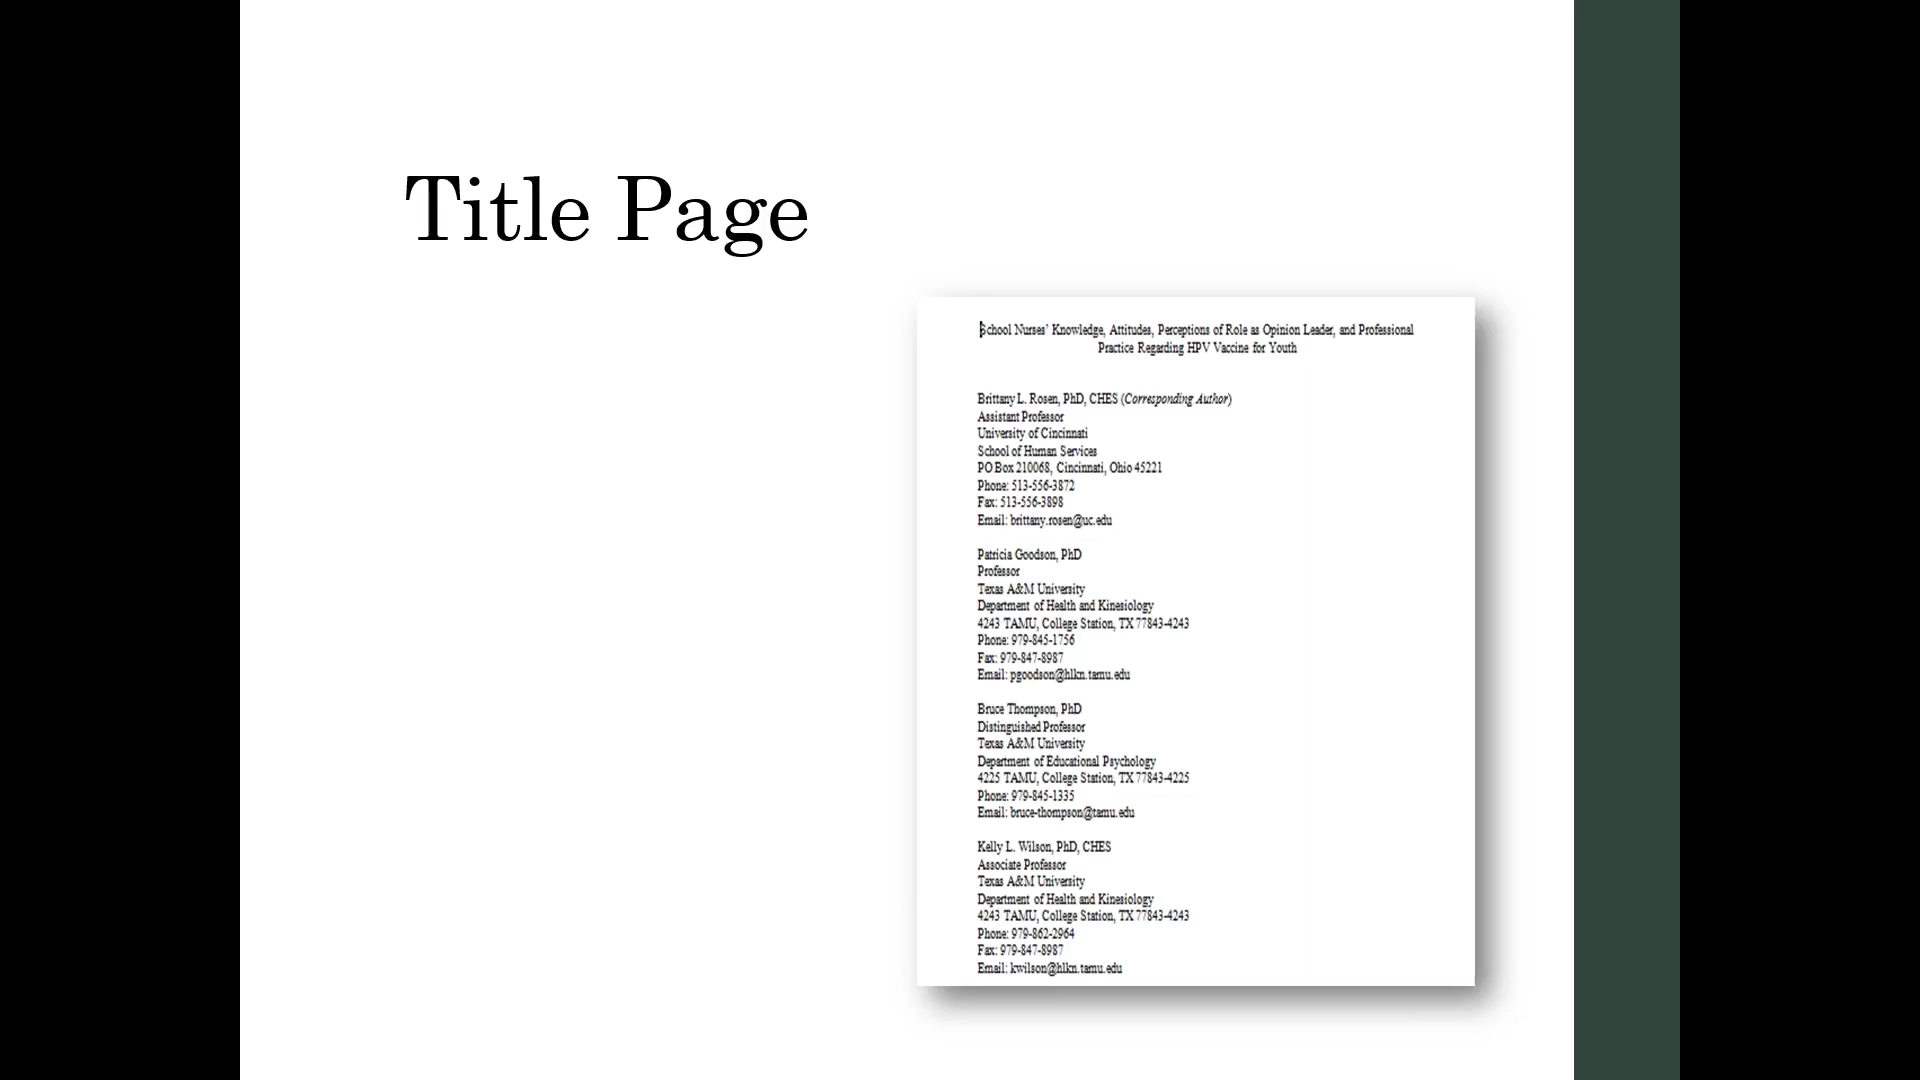 Title Page
School Nurses' Knowledge, Attitudes, Perceptions of Role as Opinion Leader, and Professional
Practice Regarding HPV Vaccine for Youth
Brittany L. Rosen, PhD, CHES (Corresponding Author)
Assistant Professor
University of Cincinnati
School of Human Services
PO Box 210068, Cincinnati, Ohio 45221
Phone: 513-556-3872
Fax: 513-556-3898
Email: brittany.rosen@uc.edu
Patricia Goodson, PhD
Professor
Texas A&M University
Department of Health and Kinesiology
4243 TAMU, College Station, TX 77843-4243
Phone: 979-845-1756
Fax: 979-847-8987
Email: pgoodson@hlkn.tamu.edu
Bruce Thompson, PhD
Distinguished Professor
Texas A&M University
Department of Educational Psychology
4225 TAMU, College Station, TX 77843-4225
Phone: 979-845-1335
Email: bruce-thompson@tamu.edu
Kelly L. Wilson, PhD, CHES
Associate Professor
Texas A&M University
Department of Health and Kinesiology
4243 TAMU, College Station, TX 77843-4243
Phone: 979-862-2964
Fax: 979-847-8987
Email: kwilson@hlkn.tamu.edu